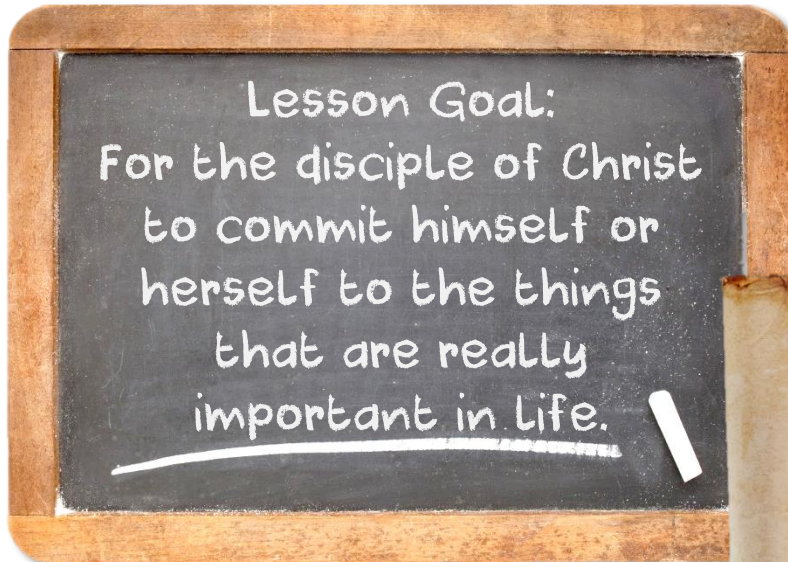 Lesson Goal:
For the disciple of Christ
to commit himself or
herself to the things
that are really
important in life.